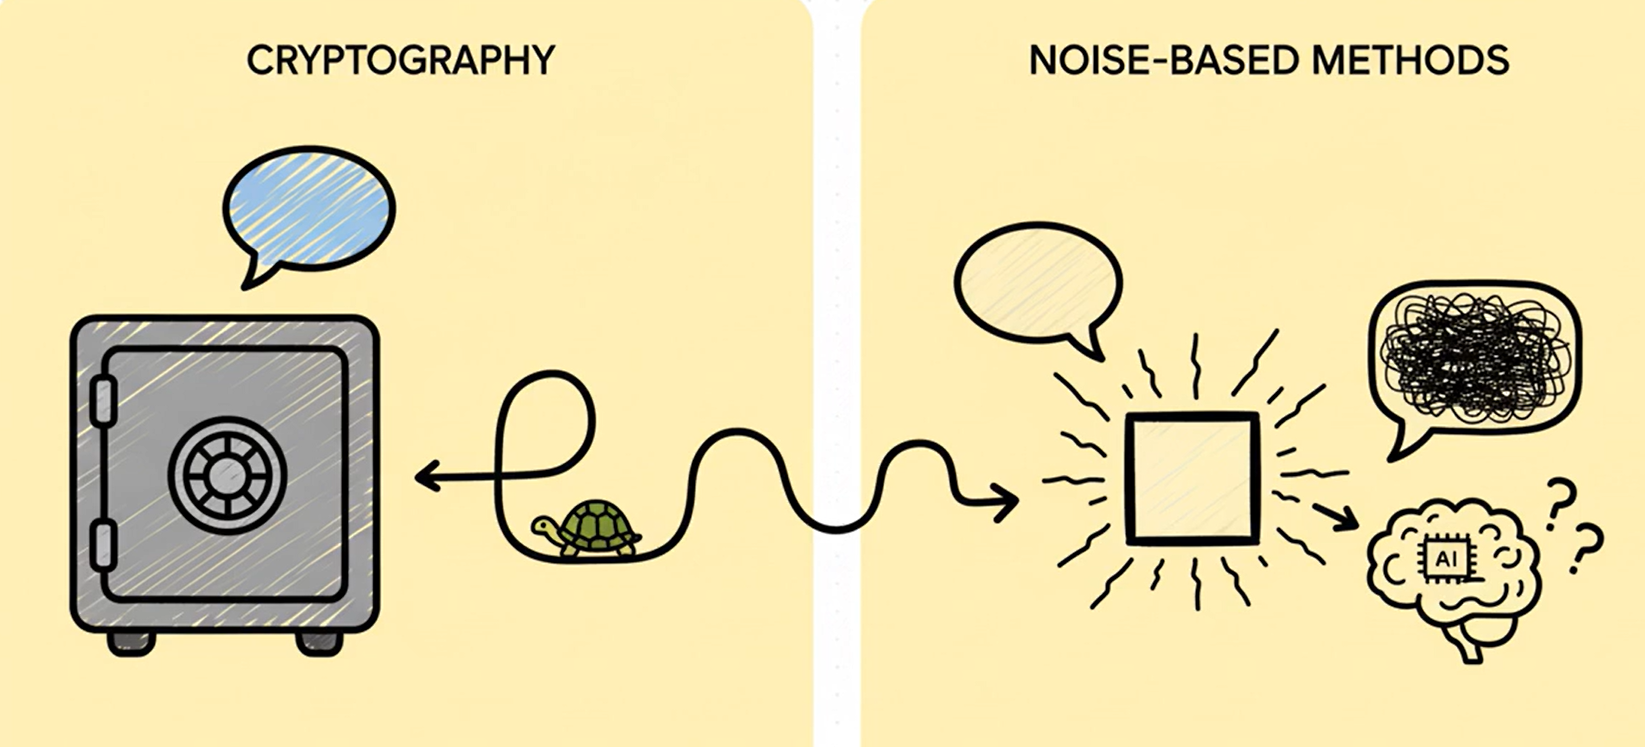 CRYPTOGRAPHY
NOISE-BASED METHODS
AI
? ?